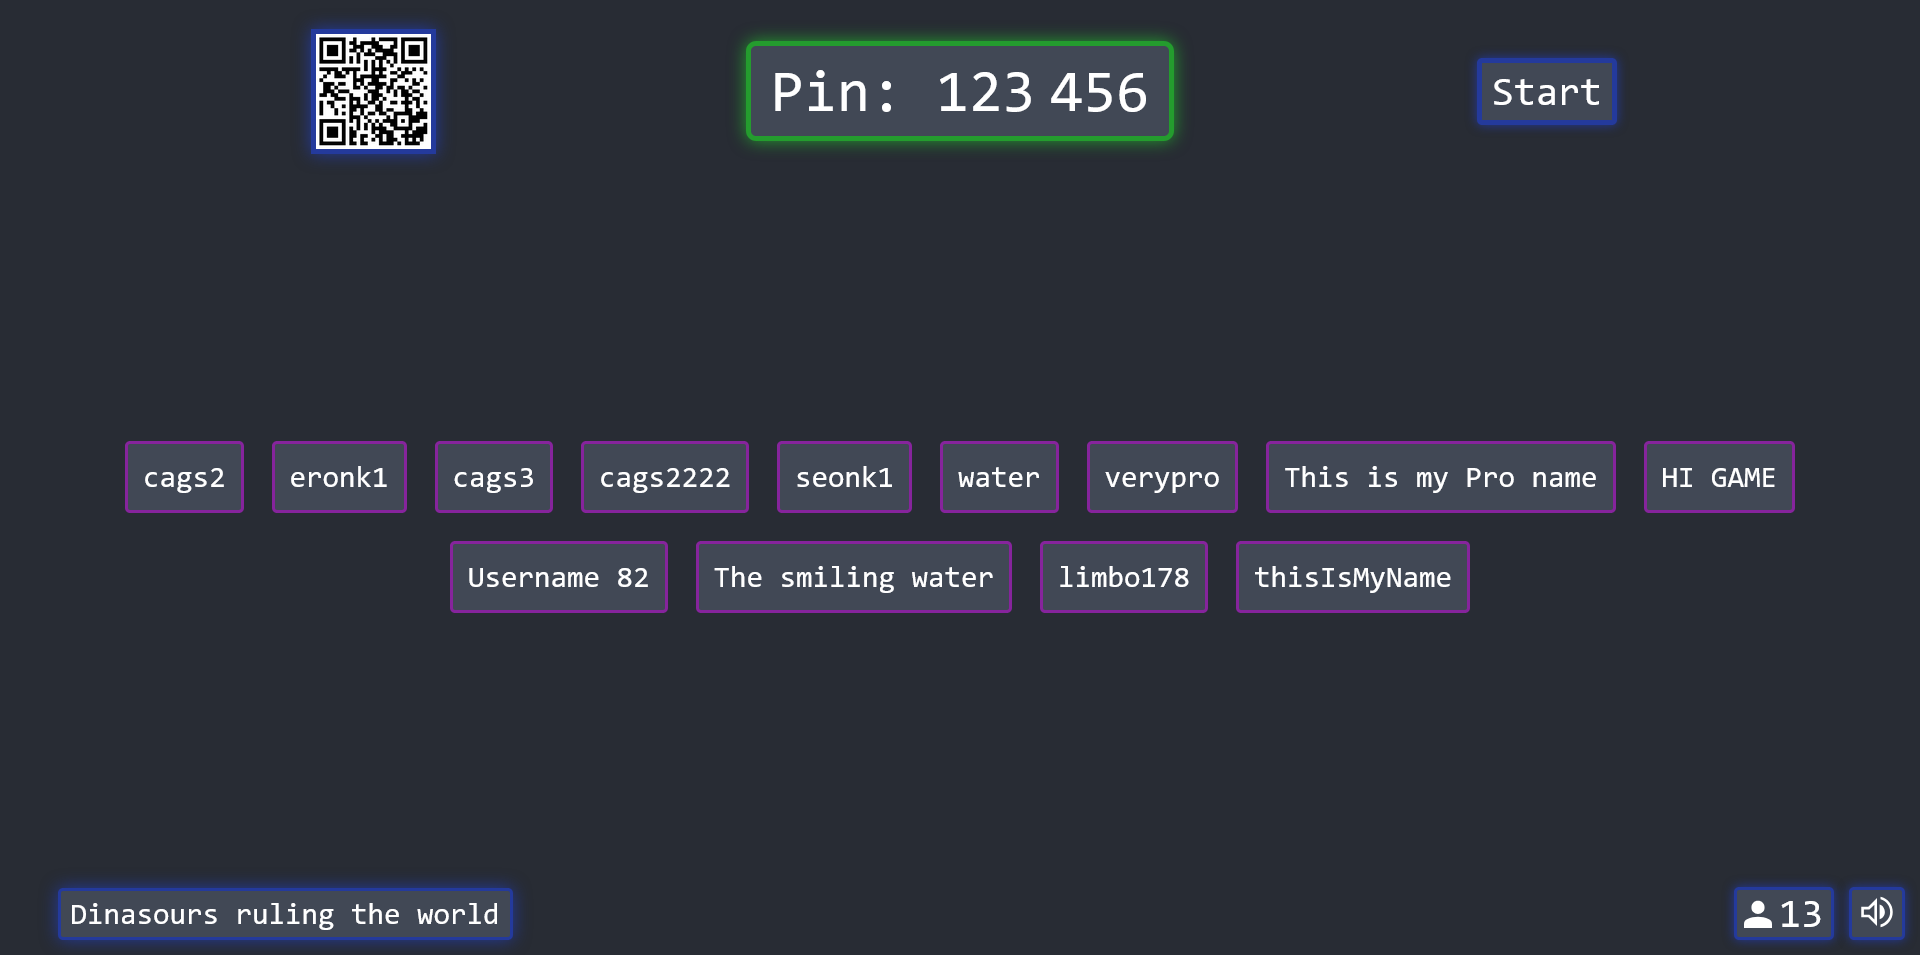 Pin: 123 456
Start
cags2 eronk1 cags3 cags2222 seonk1 water verypro This is my Pro name HI GAME
Username 82 The smiling water limbo178 thisIsMyName
Dinasours ruling the world
13